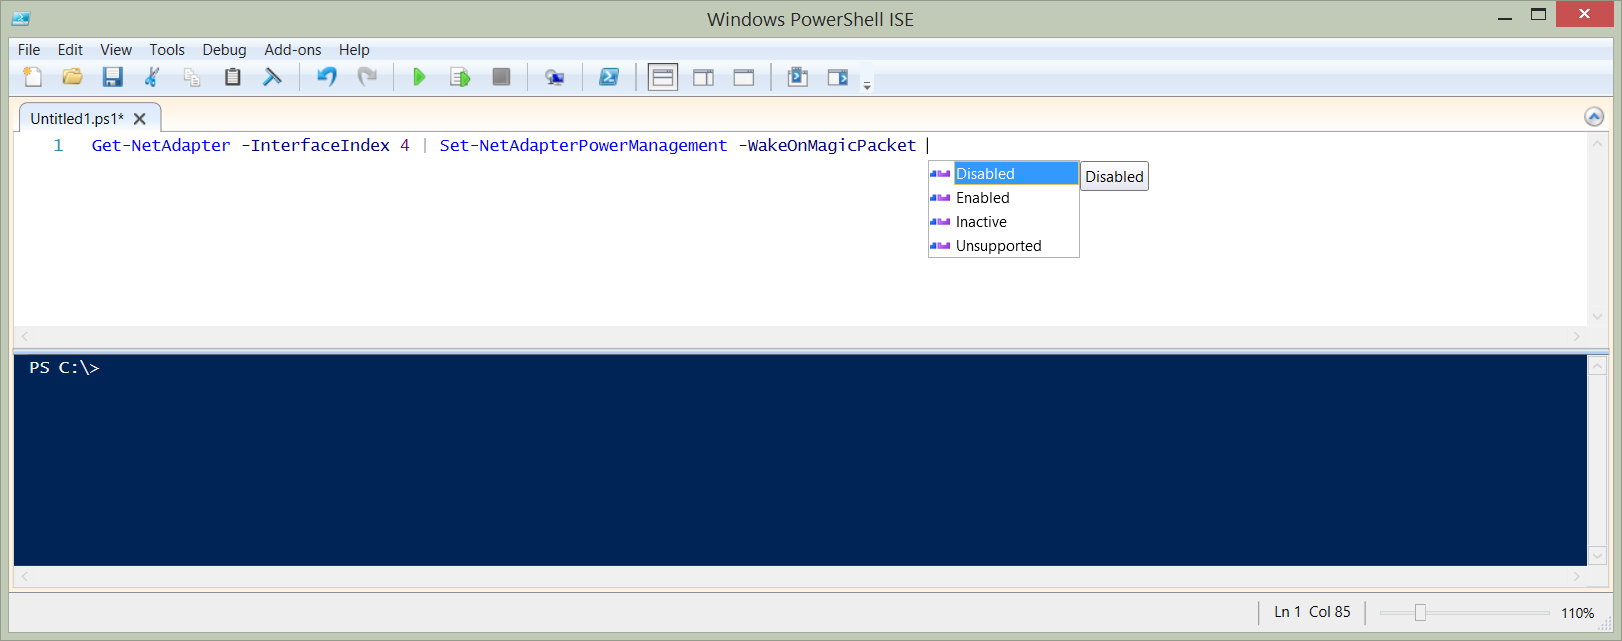 Windows PowerShell ISE
File Edit View Tools Debug Add-ons Help
Untitled1.ps1*
1 Get-NetAdapter -InterfaceIndex 4 | Set-NetAdapterPowerManagement -WakeOnMagicPacket
Disabled
Disabled
Enabled
Inactive
Unsupported
PS C:\>
Ln 1 Col 85
110%